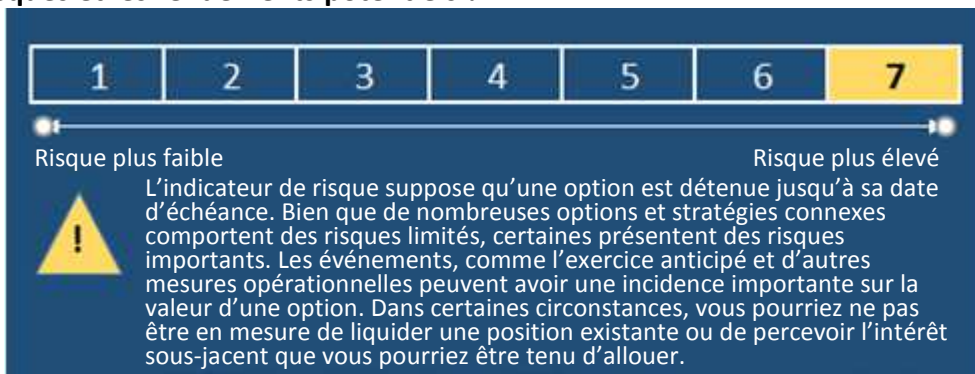 1 2 3 4 5 6 7
Risque plus faible Risque plus élevé
L'indicateur de risque suppose qu'une option est détenue jusqu'à sa date
d'échéance. Bien que de nombreuses options et stratégies connexes
comportent des risques limités, certaines présentent des risques
importants. Les événements, comme l'exercice anticipé et d'autres
mesures opérationnelles peuvent avoir une incidence importante sur la
valeur d'une option. Dans certaines circonstances, vous pourriez ne pas
être en mesure de liquider une position existante ou de percevoir l'intérêt
sous-jacent que vous pourriez être tenu d'allouer.